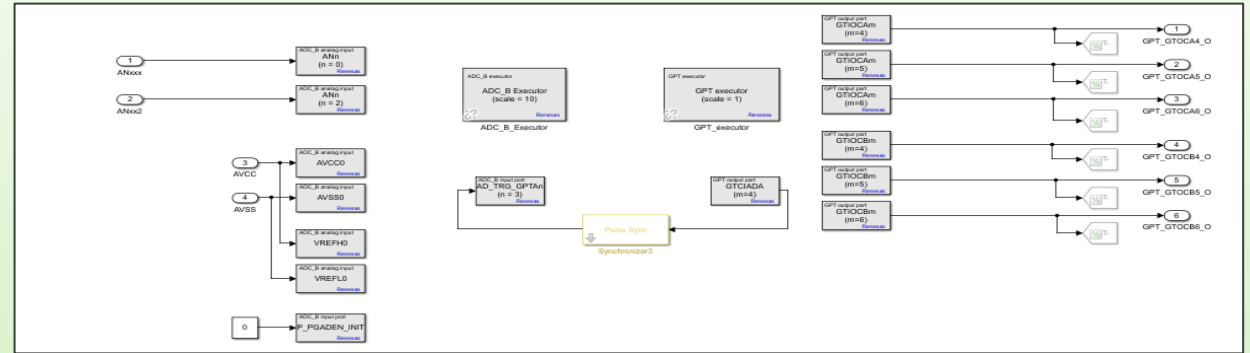 1
ANxxx
ADC_B analog input
ANn
(n = 0)
Renesas
2
ANxx2
ADC_B analog input
ANn
(n = 2)
Renesas
3
AVCC
ADC_B analog input
AVCC0
Renesas
4
AVSS
ADC_B analog input
AVSS0
Renesas
ADC_B analog input
VREFH0
Renesas
ADC_B analog input
VREFL0
Renesas
0
ADC_B input port
P_PGADEN_INIT
Renesas
ADC_B executor
ADC_B Executor
(scale = 10)
Renesas
ADC_B_Executor
GPT executor
GPT executor
(scale = 1)
Renesas
GPT_executor
ADC_B input port
AD_TRG_GPTAn
(n = 3)
Renesas
GPT output port
GTCIADA
(m=4)
Renesas
Pulse Sync
Synchronizer3
GPT output port
GTIOCAm
(m=4)
Renesas
1
GPT_GTOCA4_O
GPT output port
GTIOCAm
(m=5)
Renesas
2
GPT_GTOCA5_O
GPT output port
GTIOCAm
(m=6)
Renesas
3
GPT_GTOCA6_O
GPT output port
GTIOCBm
(m=4)
Renesas
4
GPT_GTOCB4_O
GPT output port
GTIOCBm
(m=5)
Renesas
5
GPT_GTOCB5_O
GPT output port
GTIOCBm
(m=6)
Renesas
6
GPT_GTOCB6_O